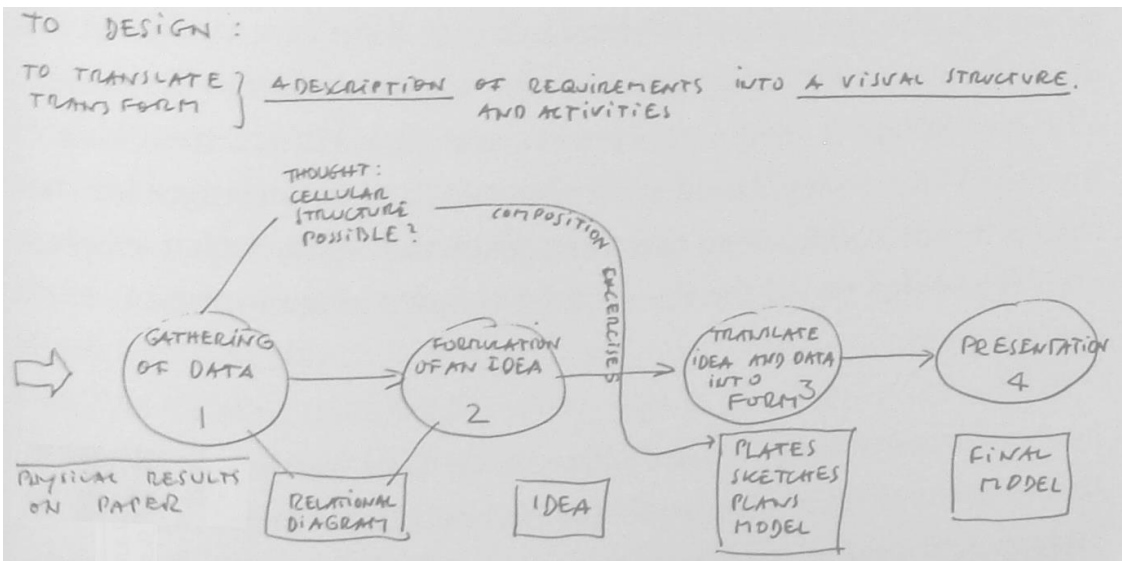 TO DESIGN :
TO TRANSLATE
TRANSFORM
A DESCRIPTION OF REQUIREMENTS INTO A VISUAL STRUCTURE.
AND ACTIVITIES
THOUGHT :
CELLULAR
STRUCTURE
POSSIBLE?
COMPOSITION EXCERCISES
GATHERING
OF DATA
1
FORMULATION
OF AN IDEA
2
TRANSLATE
IDEA AND DATA
INTO
FORM 3
PRESENTATION
4
PHYSICAL RESULTS
ON PAPER
RELATIONAL
DIAGRAM
IDEA
PLATES
SKETCHES
PLANS
MODEL
FINAL
MODEL